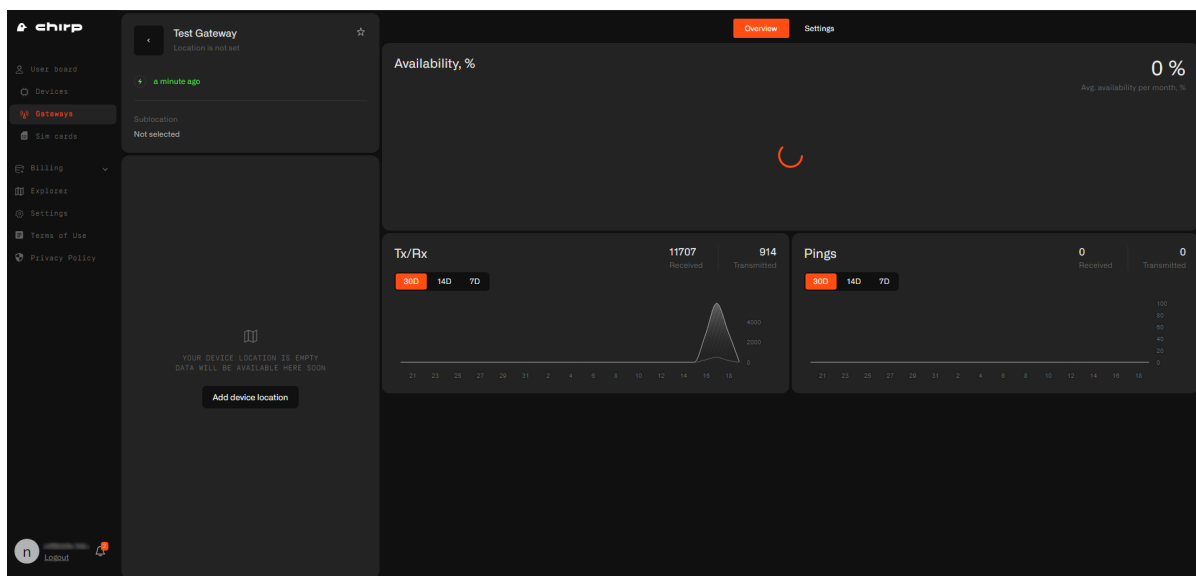 chirp
User board
Devices
Gateways
Sim cards
Billing
Explorer
Settings
Terms of Use
Privacy Policy
n
Logout
2
Test Gateway
Location is not set
a minute ago
Sublocation
Not selected
YOUR DEVICE LOCATION IS EMPTY
DATA WILL BE AVAILABLE HERE SOON
Add device location
Overview Settings
Availability, %
0 %
Avg. availability per month, %
Tx/Rx
11707 914
Received Transmitted
30D 14D 7D
4000
2000
0
21 23 25 27 29 31 2 4 6 8 10 12 14 16 18
Pings
0 0
Received Transmitted
30D 14D 7D
100
80
60
40
20
0
21 23 25 27 29 31 2 4 6 8 10 12 14 16 18